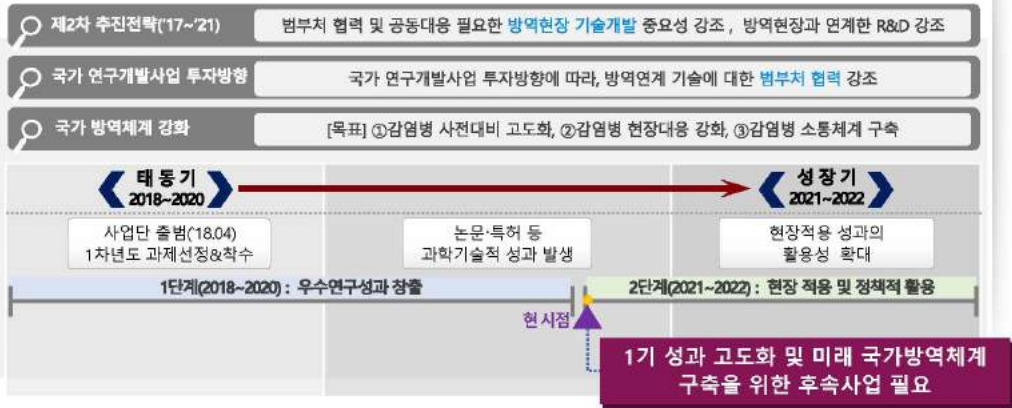 제2차 추진전략('17~'21)
범부처 협력 및 공동대응 필요한 방역현장 기술개발 중요성 강조 , 방역현장과 연계한 R&D 강조
국가 연구개발사업 투자방향
국가 연구개발사업 투자방향에 따라, 방역연계 기술에 대한 범부처 협력 강조
국가 방역체계 강화
[목표] ①감염병 사전대비 고도화, ②감염병 현장대응 강화, ③감염병 소통체계 구축
태동기
2018~2020
성장기
2021~2022
사업단 출범('18.04)
1차년도 과제선정&착수
논문·특허 등
과학기술적 성과 발생
현장적용 성과의
활용성 확대
1단계(2018~2020) : 우수연구성과 창출
2단계(2021~2022) : 현장 적용 및 정책적 활용
현 시점
1기 성과 고도화 및 미래 국가방역체계
구축을 위한 후속사업 필요